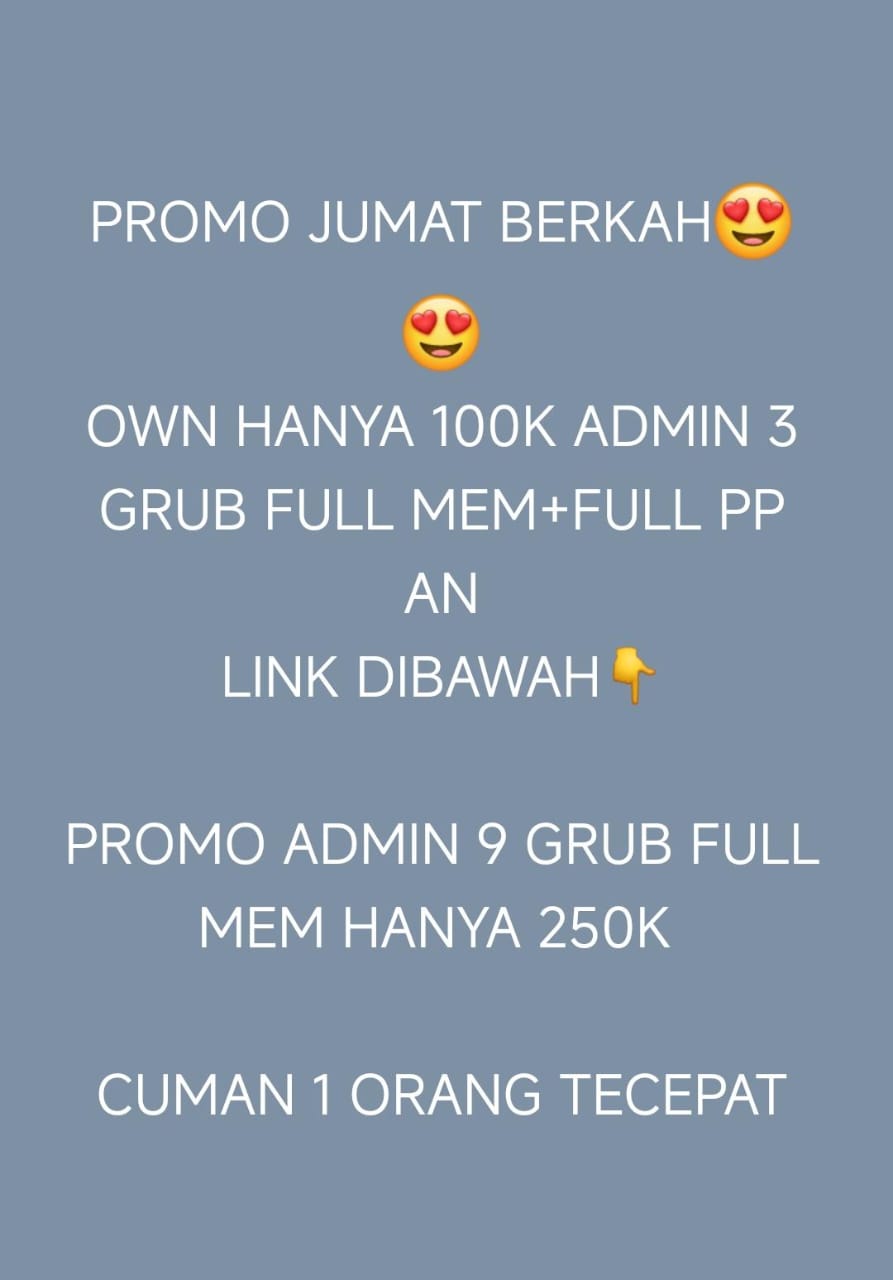 PROMO JUMAT BERKAH😍
😍
OWN HANYA 100K ADMIN 3
GRUB FULL MEM+FULL PP
AN
LINK DIBAWAH👇
PROMO ADMIN 9 GRUB FULL
MEM HANYA 250K
CUMAN 1 ORANG TECEPAT